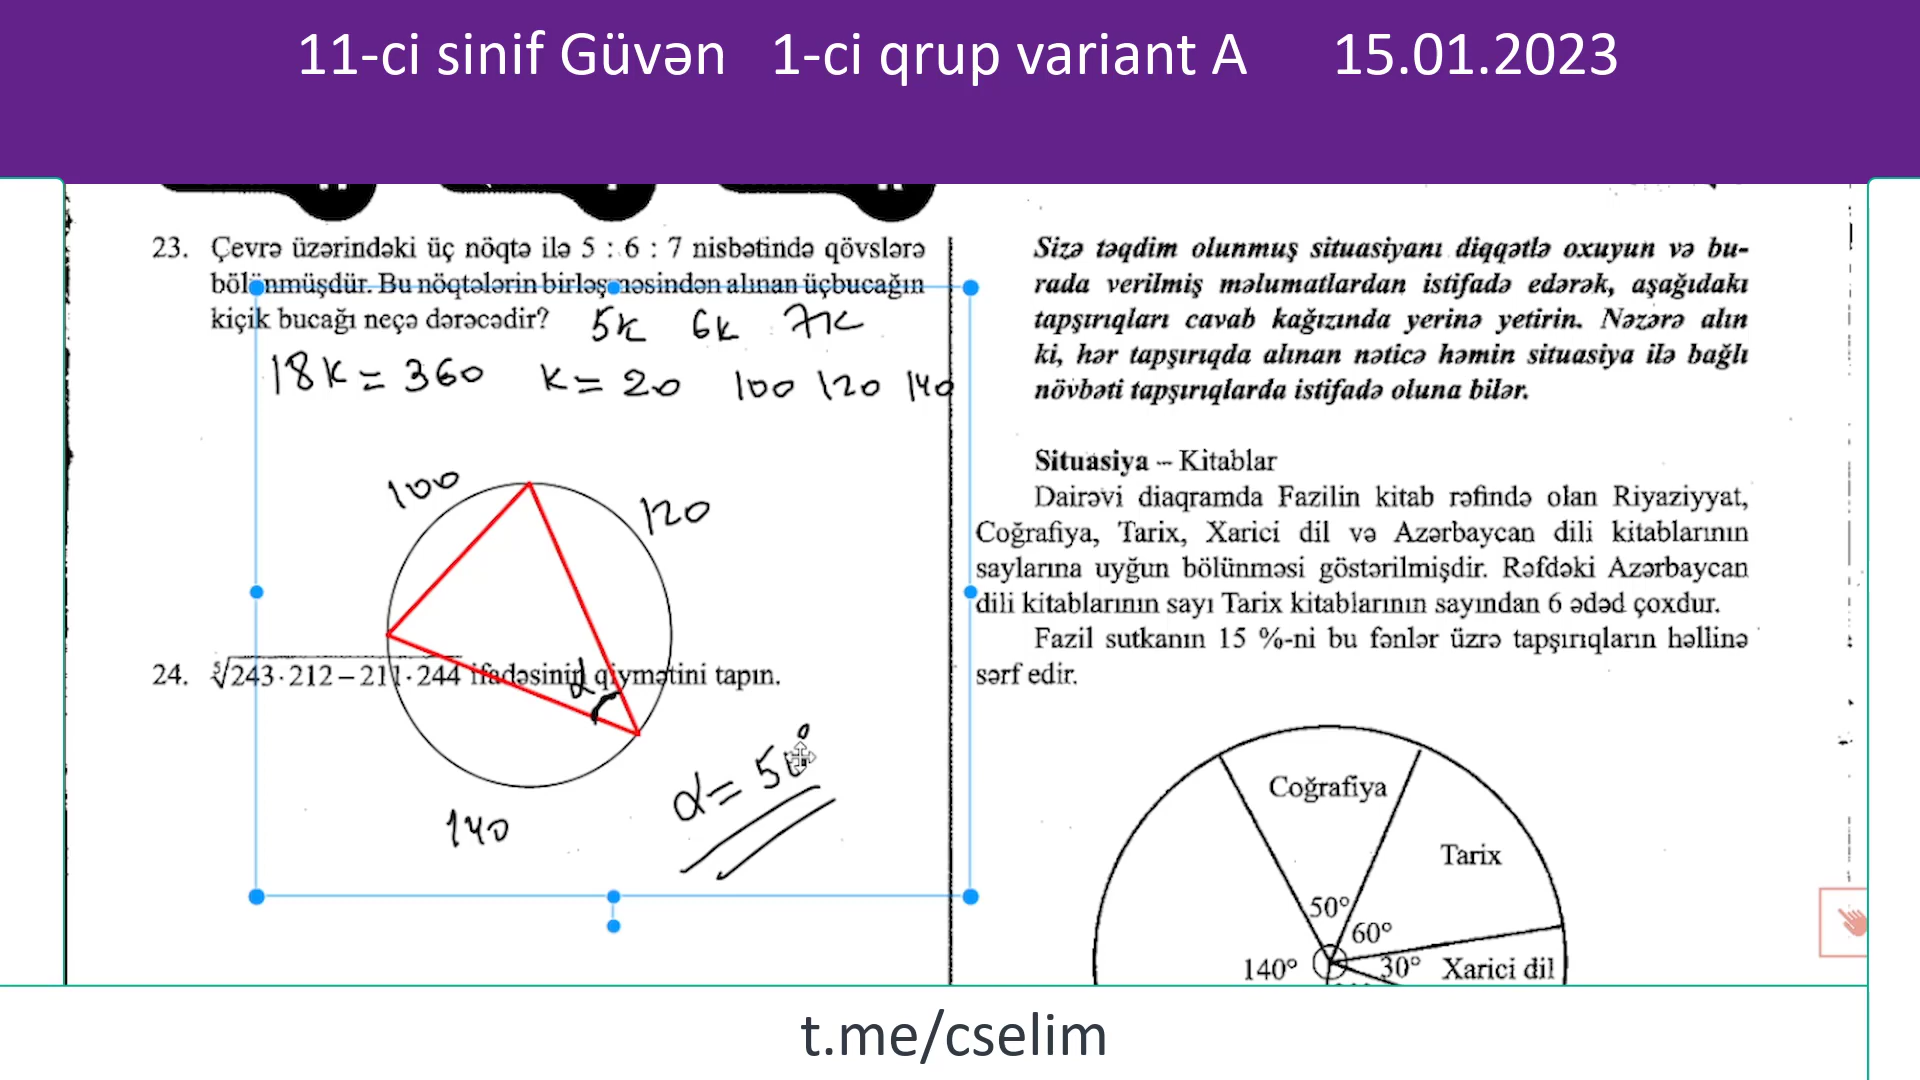 11-ci sinif Güvən 1-ci qrup variant A 15.01.2023
23. Çevrə üzərindəki üç nöqtə ilə 5 : 6 : 7 nisbətində qövslərə
bölünmüşdür. Bu nöqtələrin birləşməsindən alınan üçbucağın
kiçik bucağı neçə dərəcədir?
5k 6k 7k
18k = 360 k = 20 100 120 140
100
120
24. ⁵√243·212 – 211·244 ifadəsinin qiymətini tapın.
α
α = 50°
140
Sizə təqdim olunmuş situasiyanı diqqətlə oxuyun və bu-
rada verilmiş məlumatlardan istifadə edərək, aşağıdakı
tapşırıqları cavab kağızında yerinə yetirin. Nəzərə alın
ki, hər tapşırıqda alınan nəticə həmin situasiya ilə bağlı
növbəti tapşırıqlarda istifadə oluna bilər.
Situasiya – Kitablar
Dairəvi diaqramda Fazilin kitab rəfində olan Riyaziyyat,
Coğrafiya, Tarix, Xarici dil və Azərbaycan dili kitablarının
saylarına uyğun bölünməsi göstərilmişdir. Rəfdəki Azərbaycan
dili kitablarının sayı Tarix kitablarının sayından 6 ədəd çoxdur.
Fazil sutkanın 15 %-ni bu fənlər üzrə tapşırıqların həllinə
sərf edir.
Coğrafiya
Tarix
50°
60°
140° 30° Xarici dil
t.me/cselim